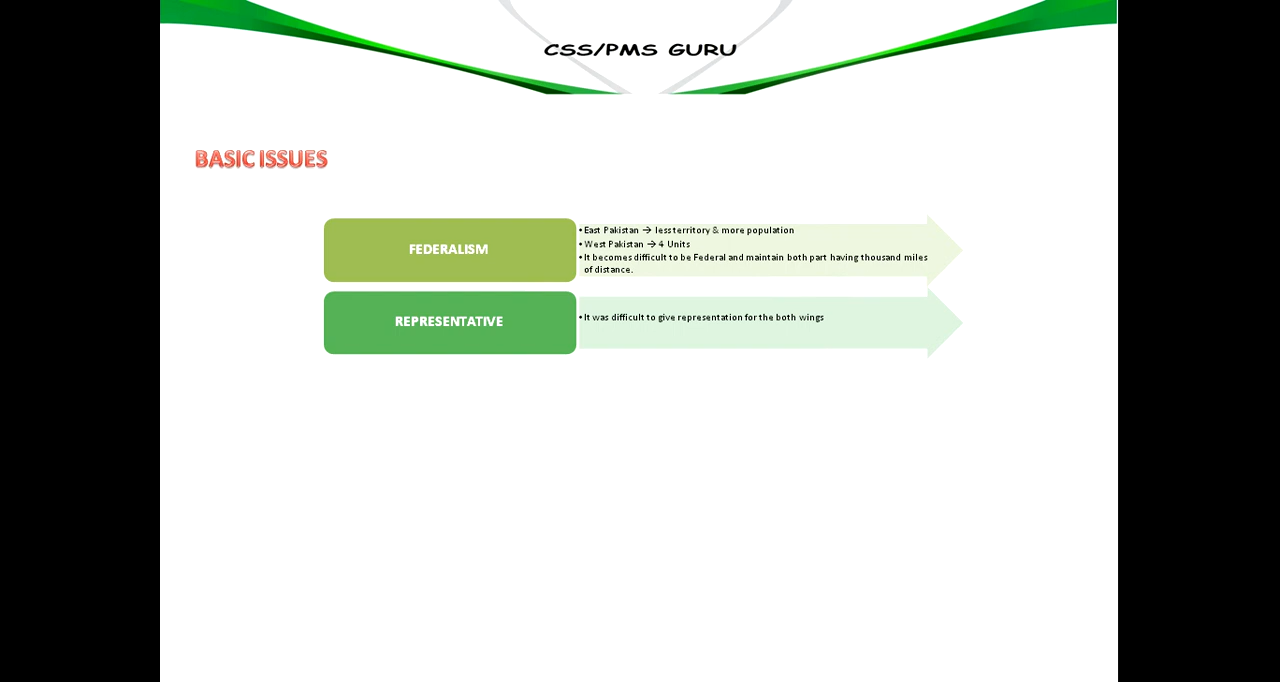 CSS/PMS GURU
BASIC ISSUES
FEDERALISM
• East Pakistan → less territory & more population
• West Pakistan → 4 Units
• It becomes difficult to be Federal and maintain both part having thousand miles
of distance.
REPRESENTATIVE
• It was difficult to give representation for the both wings